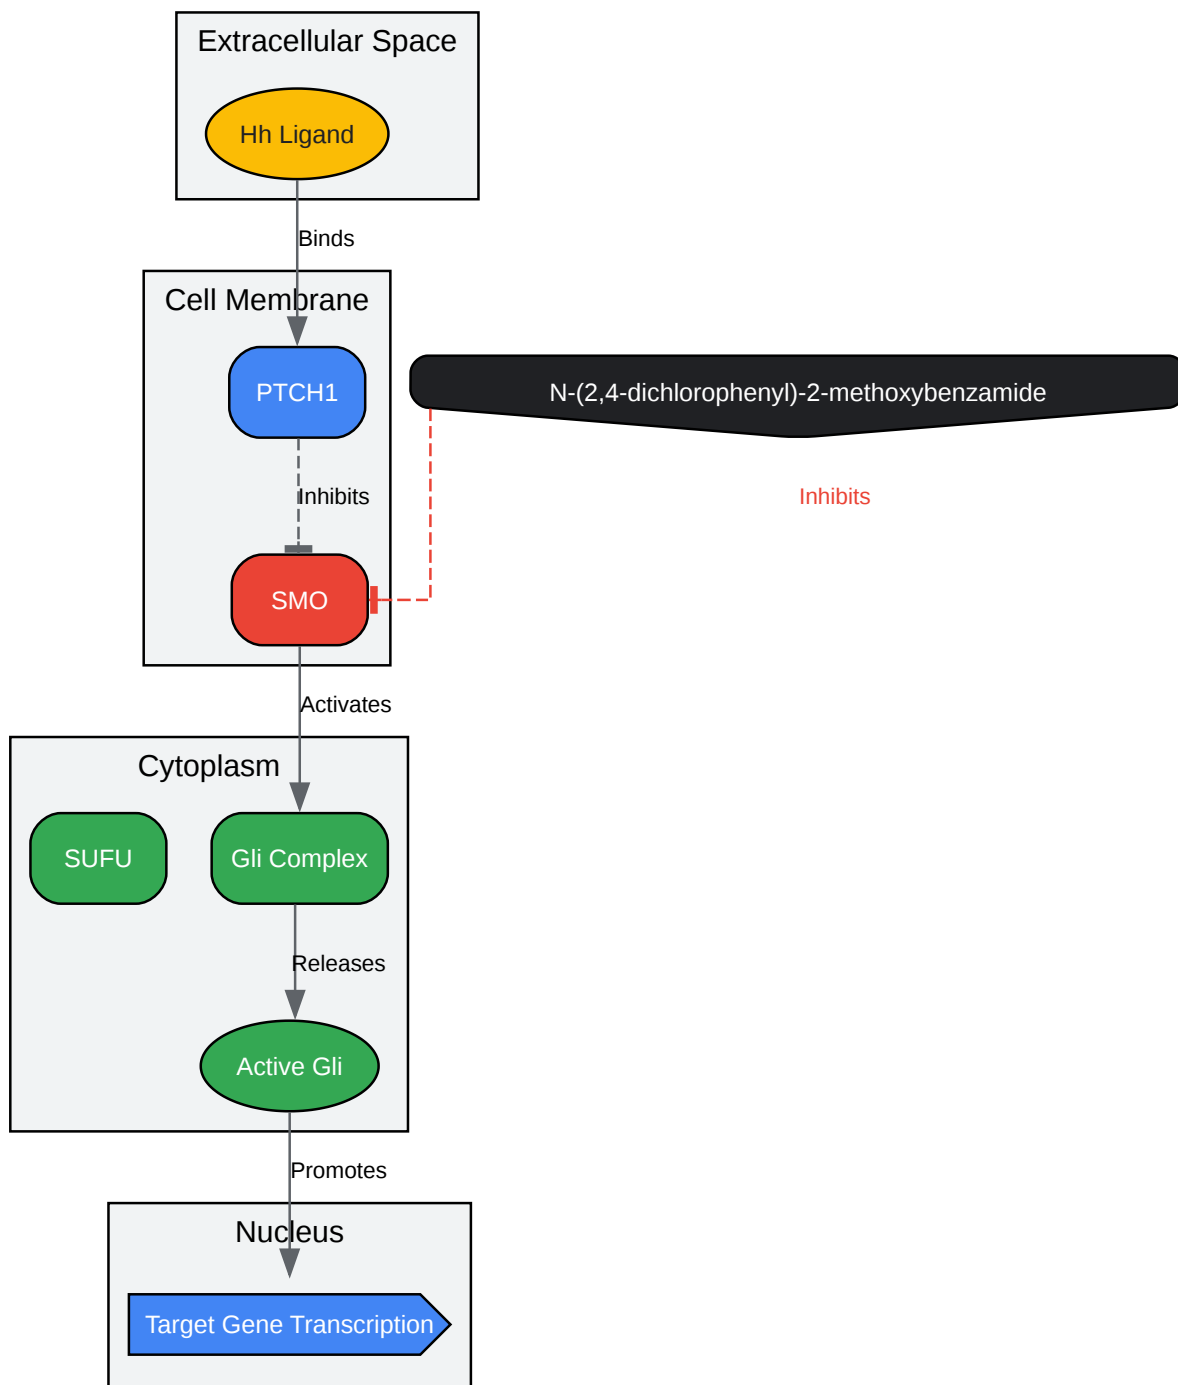 Extracellular Space
Hh Ligand
Binds
Cell Membrane
PTCH1
N-(2,4-dichlorophenyl)-2-methoxybenzamide
Inhibits
Inhibits
SMO
Activates
Cytoplasm
SUFU
Gli Complex
Releases
Active Gli
Promotes
Nucleus
Target Gene Transcription